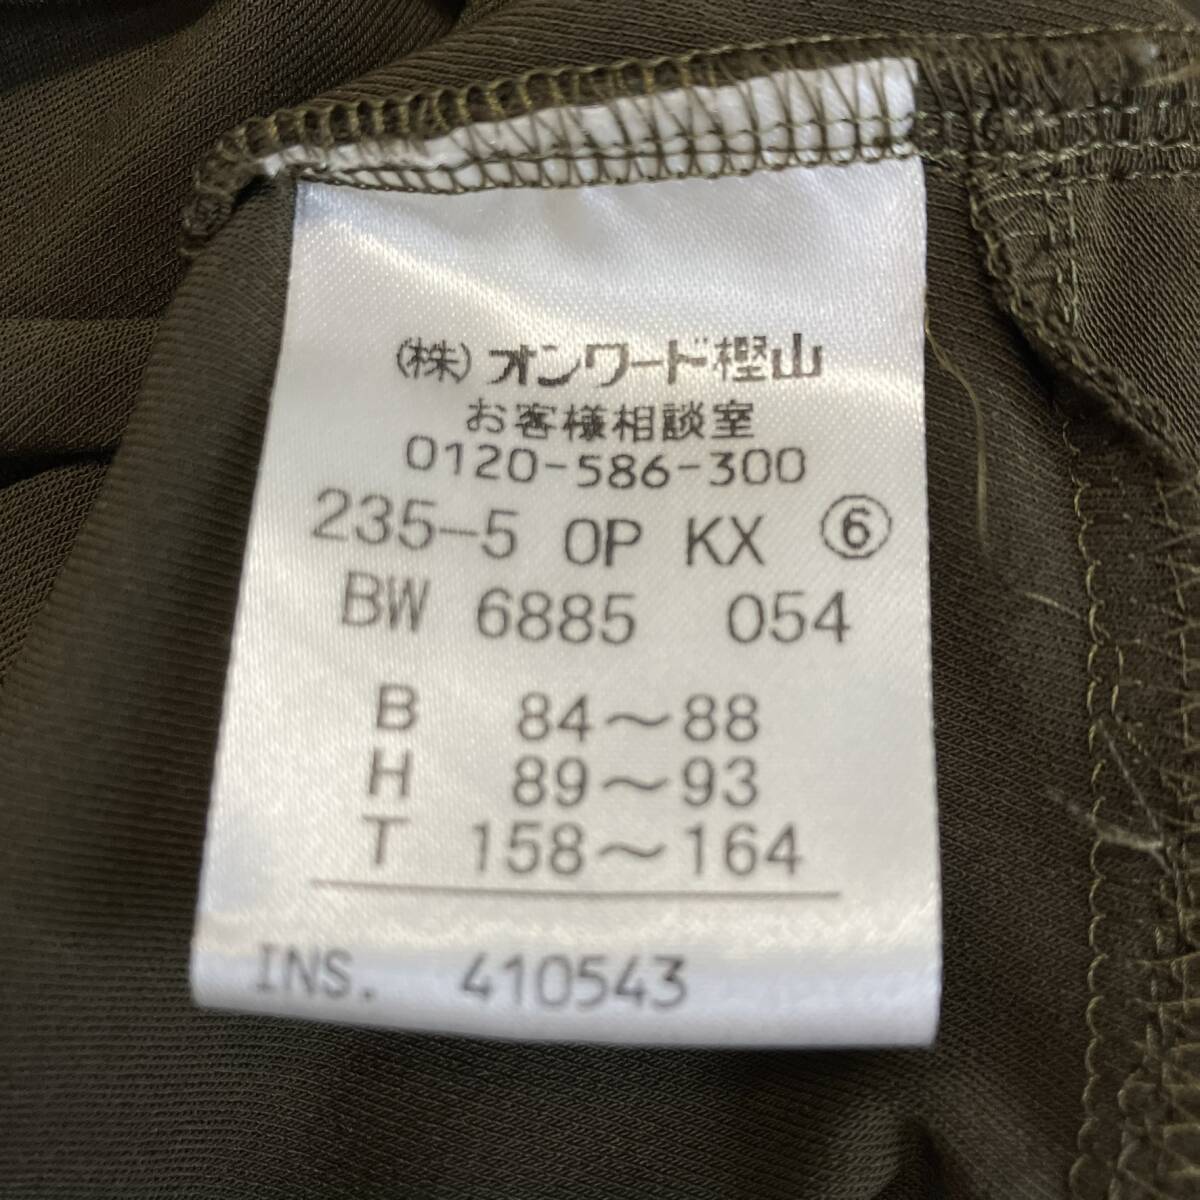 (株)オンワード樫山
お客様相談室
0120-586-300
235-5 OP KX ⑥
BW 6885 054
B 84～88
H 89～93
T 158～164
INS. 410543